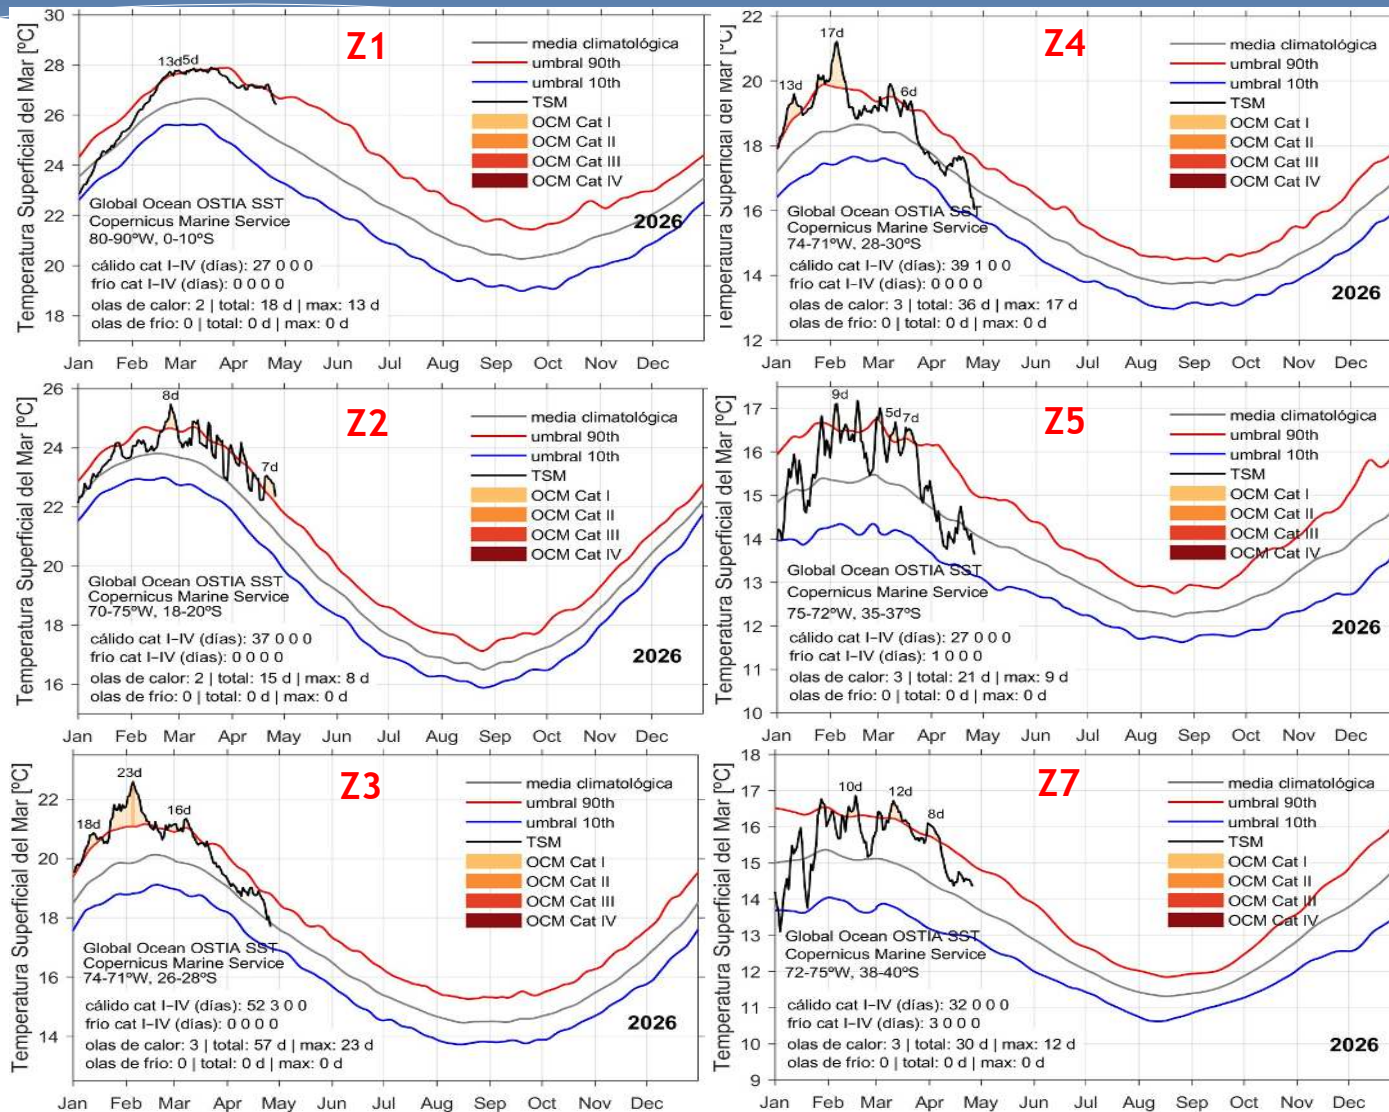 Z1
Temperatura Superficial del Mar [ºC]
30
28
26
24
22
20
18
13d
5d
media climatológica
umbral 90th
umbral 10th
TSM
OCM Cat I
OCM Cat II
OCM Cat III
OCM Cat IV
Global Ocean OSTIA SST
Copernicus Marine Service
80-90ºW, 0-10ºS
2026
cálido cat I–IV (días): 27 0 0 0
frío cat I–IV (días): 0 0 0 0
olas de calor: 2 | total: 18 d | max: 13 d
olas de frío: 0 | total: 0 d | max: 0 d
Jan Feb Mar Apr May Jun Jul Aug Sep Oct Nov Dec
Z4
Temperatura Superficial del Mar [ºC]
22
20
18
16
14
12
13d
17d
6d
media climatológica
umbral 90th
umbral 10th
TSM
OCM Cat I
OCM Cat II
OCM Cat III
OCM Cat IV
Global Ocean OSTIA SST
Copernicus Marine Service
74-71ºW, 28-30ºS
cálido cat I–IV (días): 39 1 0 0
frío cat I–IV (días): 0 0 0 0
2026
olas de calor: 3 | total: 36 d | max: 17 d
olas de frío: 0 | total: 0 d | max: 0 d
Jan Feb Mar Apr May Jun Jul Aug Sep Oct Nov Dec
Z2
Temperatura Superficial del Mar [ºC]
26
24
22
20
18
16
8d
7d
media climatológica
umbral 90th
umbral 10th
TSM
OCM Cat I
OCM Cat II
OCM Cat III
OCM Cat IV
Global Ocean OSTIA SST
Copernicus Marine Service
70-75ºW, 18-20ºS
cálido cat I–IV (días): 37 0 0 0
frío cat I–IV (días): 0 0 0 0
2026
olas de calor: 2 | total: 15 d | max: 8 d
olas de frío: 0 | total: 0 d | max: 0 d
Jan Feb Mar Apr May Jun Jul Aug Sep Oct Nov Dec
Z5
Temperatura Superficial del Mar [ºC]
17
16
15
14
13
12
11
10
9d
5d
7d
media climatológica
umbral 90th
umbral 10th
TSM
OCM Cat I
OCM Cat II
OCM Cat III
OCM Cat IV
Global Ocean OSTIA SST
Copernicus Marine Service
75-72ºW, 35-37ºS
cálido cat I–IV (días): 27 0 0 0
frío cat I–IV (días): 1 0 0 0
2026
olas de calor: 3 | total: 21 d | max: 9 d
olas de frío: 0 | total: 0 d | max: 0 d
Jan Feb Mar Apr May Jun Jul Aug Sep Oct Nov Dec
Z3
Temperatura Superficial del Mar [ºC]
22
20
18
16
14
18d
23d
16d
media climatológica
umbral 90th
umbral 10th
TSM
OCM Cat I
OCM Cat II
OCM Cat III
OCM Cat IV
Global Ocean OSTIA SST
Copernicus Marine Service
74-71ºW, 26-28ºS
cálido cat I–IV (días): 52 3 0 0
frío cat I–IV (días): 0 0 0 0
2026
olas de calor: 3 | total: 57 d | max: 23 d
olas de frío: 0 | total: 0 d | max: 0 d
Jan Feb Mar Apr May Jun Jul Aug Sep Oct Nov Dec
Z7
Temperatura Superficial del Mar [ºC]
18
17
16
15
14
13
12
11
10
9
10d
12d
8d
media climatológica
umbral 90th
umbral 10th
TSM
OCM Cat I
OCM Cat II
OCM Cat III
OCM Cat IV
Global Ocean OSTIA SST
Copernicus Marine Service
72-75ºW, 38-40ºS
cálido cat I–IV (días): 32 0 0 0
frío cat I–IV (días): 3 0 0 0
olas de calor: 3 | total: 30 d | max: 12 d
2026
olas de frío: 0 | total: 0 d | max: 0 d
Jan Feb Mar Apr May Jun Jul Aug Sep Oct Nov Dec